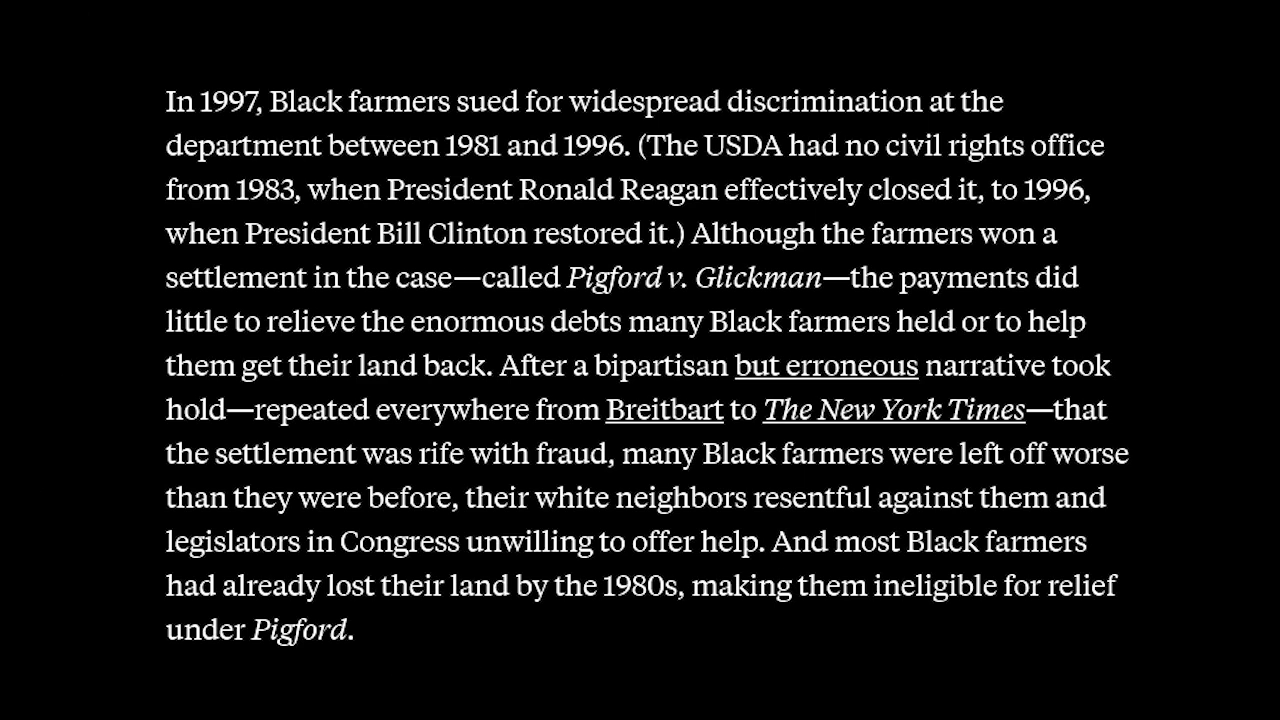 In 1997, Black farmers sued for widespread discrimination at the
department between 1981 and 1996. (The USDA had no civil rights office
from 1983, when President Ronald Reagan effectively closed it, to 1996,
when President Bill Clinton restored it.) Although the farmers won a
settlement in the case—called Pigford v. Glickman—the payments did
little to relieve the enormous debts many Black farmers held or to help
them get their land back. After a bipartisan but erroneous narrative took
hold—repeated everywhere from Breitbart to The New York Times—that
the settlement was rife with fraud, many Black farmers were left off worse
than they were before, their white neighbors resentful against them and
legislators in Congress unwilling to offer help. And most Black farmers
had already lost their land by the 1980s, making them ineligible for relief
under Pigford.